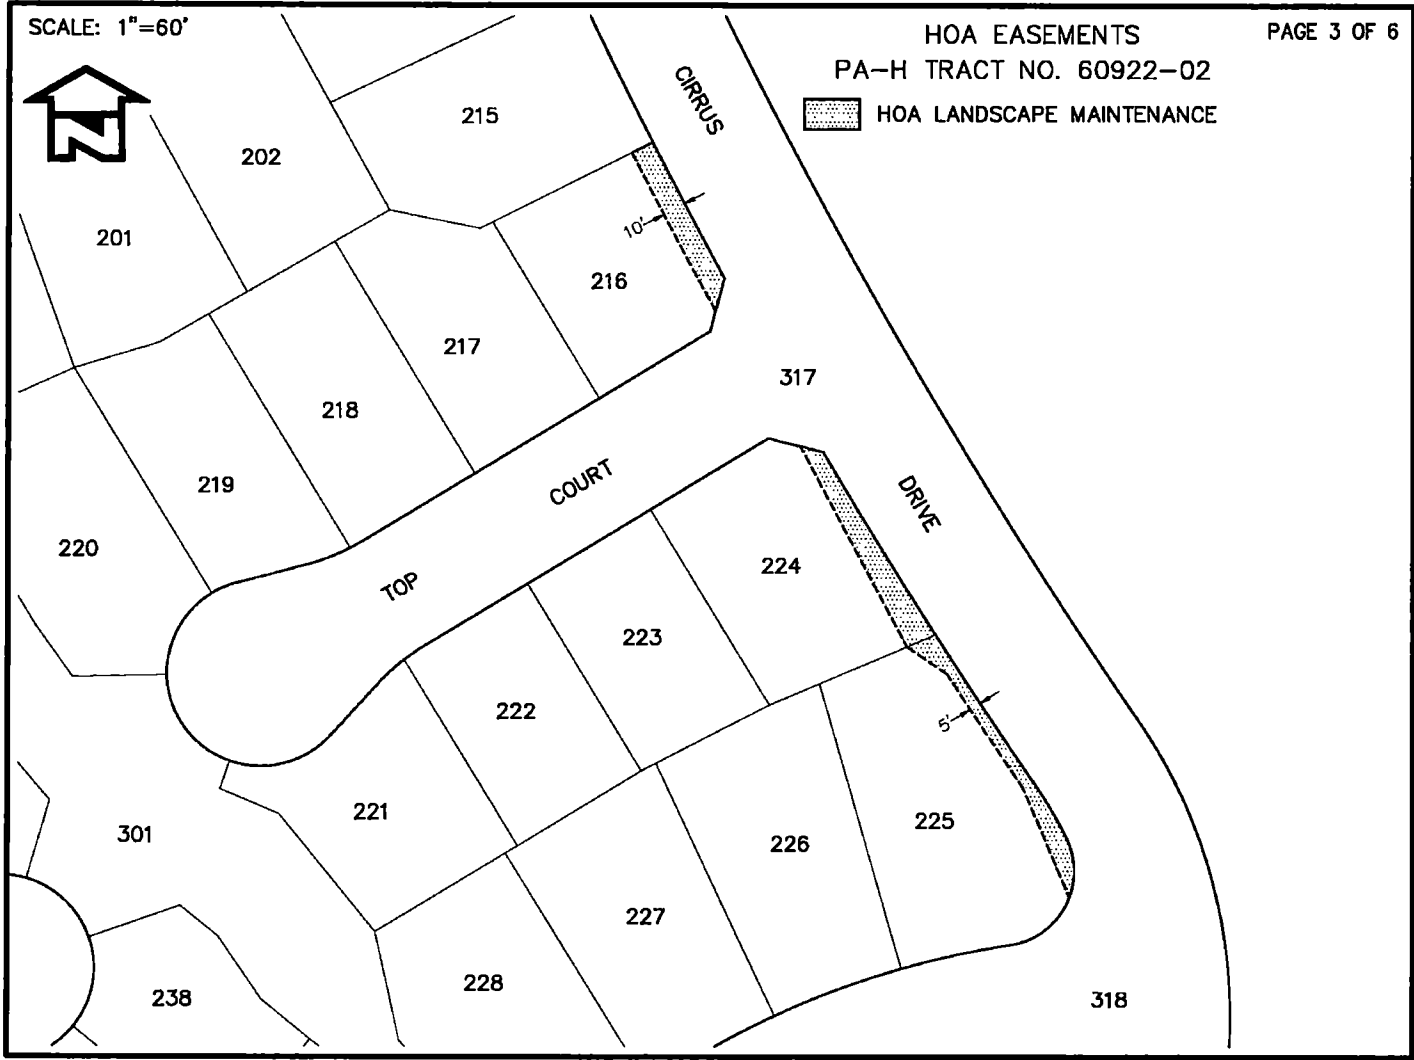 SCALE: 1"=60'
HOA EASEMENTS
PAGE 3 OF 6
PA-H TRACT NO. 60922-02
HOA LANDSCAPE MAINTENANCE
N
CIRRUS
215
202
201
10'
216
217
317
218
219
COURT
DRIVE
220
TOP
224
223
222
5'
221
225
301
226
227
228
238
318